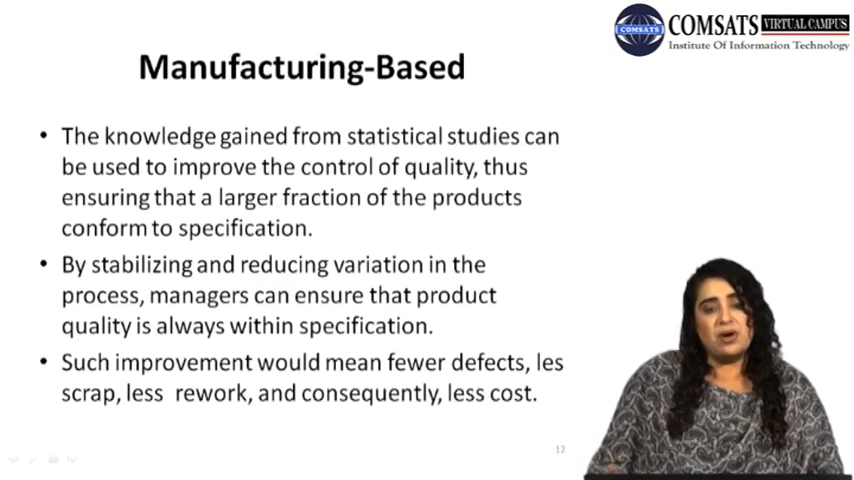 COMSATS VIRTUAL CAMPUS
COMSATS
Institute Of Information Technology
Manufacturing-Based
• The knowledge gained from statistical studies can
be used to improve the control of quality, thus
ensuring that a larger fraction of the products
conform to specification.
• By stabilizing and reducing variation in the
process, managers can ensure that product
quality is always within specification.
• Such improvement would mean fewer defects, les
scrap, less rework, and consequently, less cost.
12